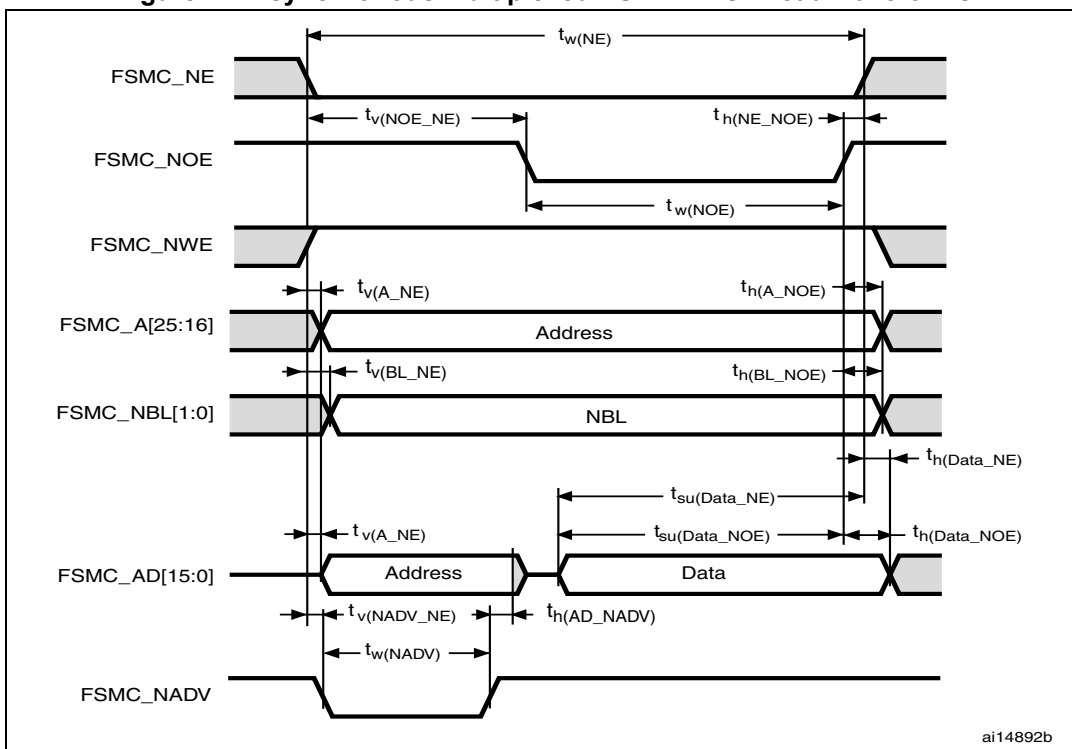 tw(NE)
FSMC_NE
tv(NOE_NE)
th(NE_NOE)
FSMC_NOE
tw(NOE)
FSMC_NWE
tv(A_NE)
th(A_NOE)
FSMC_A[25:16]
Address
tv(BL_NE)
th(BL_NOE)
FSMC_NBL[1:0]
NBL
th(Data_NE)
tsu(Data_NE)
tv(A_NE)
tsu(Data_NOE)
th(Data_NOE)
FSMC_AD[15:0]
Address
Data
tv(NADV_NE)
th(AD_NADV)
tw(NADV)
FSMC_NADV
ai14892b